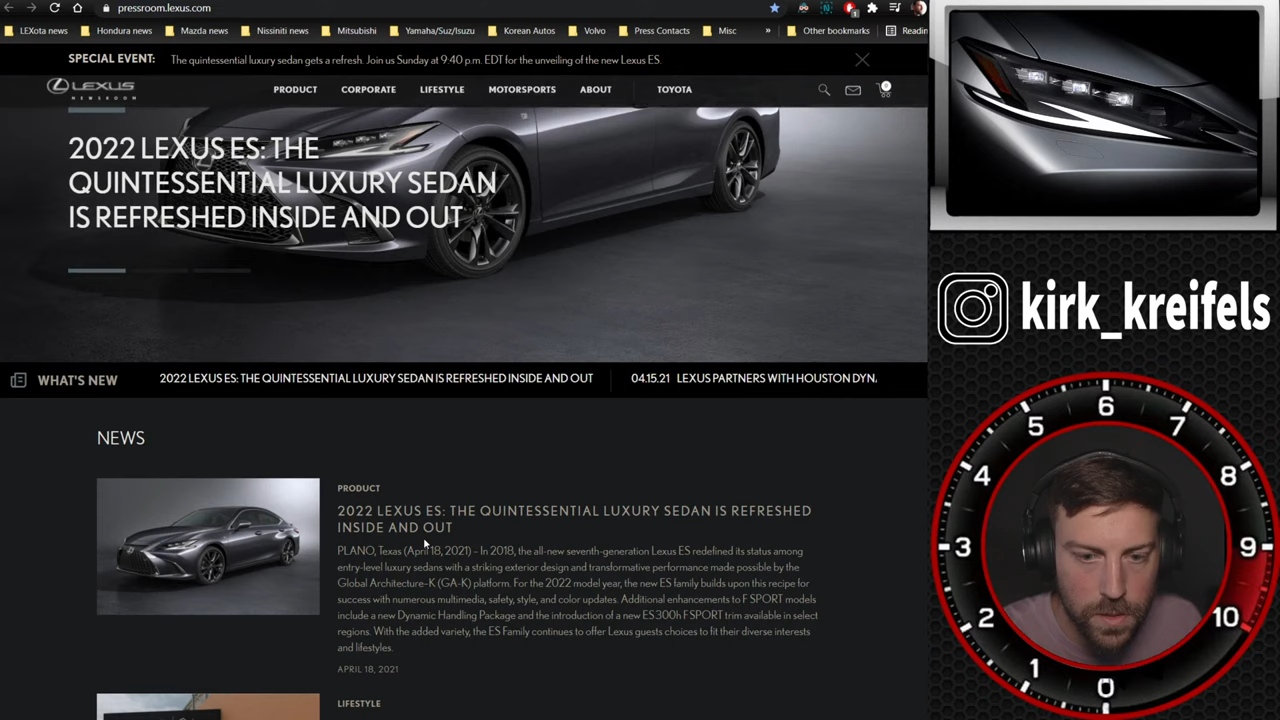 pressroom.lexus.com
LEXota news
Hondura news
Mazda news
Nissiniti news
Mitsubishi
Yamaha/Suz/Isuzu
Korean Autos
Volvo
Press Contacts
Misc
»
Other bookmarks
Readin
SPECIAL EVENT: The quintessential luxury sedan gets a refresh. Join us Sunday at 9:40 p.m. EDT for the unveiling of the new Lexus ES.
LEXUS
NEWSROOM
PRODUCT
CORPORATE
LIFESTYLE
MOTORSPORTS
ABOUT
TOYOTA
0
2022 LEXUS ES: THE
QUINTESSENTIAL LUXURY SEDAN
IS REFRESHED INSIDE AND OUT
WHAT'S NEW
2022 LEXUS ES: THE QUINTESSENTIAL LUXURY SEDAN IS REFRESHED INSIDE AND OUT
04.15.21 LEXUS PARTNERS WITH HOUSTON DYN
NEWS
PRODUCT
2022 LEXUS ES: THE QUINTESSENTIAL LUXURY SEDAN IS REFRESHED
INSIDE AND OUT
PLANO, Texas (April 18, 2021) – In 2018, the all-new seventh-generation Lexus ES redefined its status among
entry-level luxury sedans with a striking exterior design and transformative performance made possible by the
Global Architecture-K (GA-K) platform. For the 2022 model year, the new ES family builds upon this recipe for
success with numerous multimedia, safety, style, and color updates. Additional enhancements to F SPORT models
include a new Dynamic Handling Package and the introduction of a new ES 300h F SPORT trim available in select
regions. With the added variety, the ES Family continues to offer Lexus guests choices to fit their diverse interests
and lifestyles.
APRIL 18, 2021
LIFESTYLE
kirk_kreifels
0
1
2
3
4
5
6
7
8
9
10